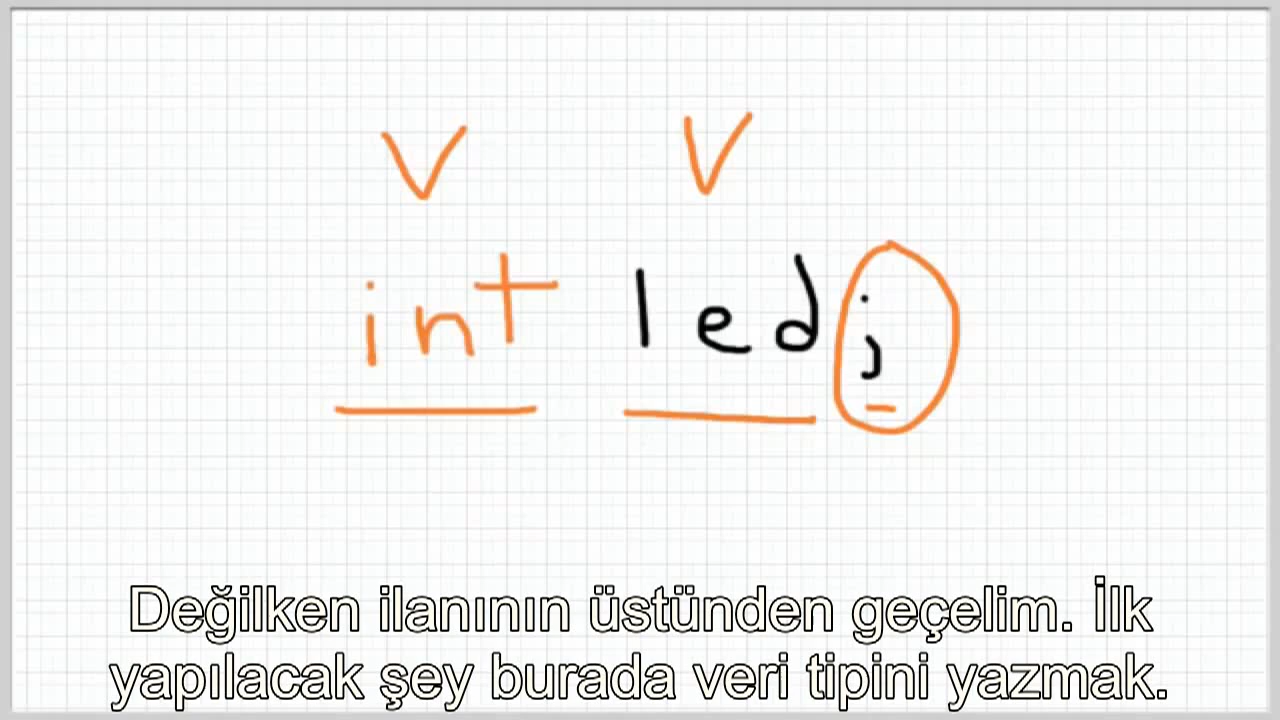 V V
int led;
Değilken ilanının üstünden geçelim. İlk
yapılacak şey burada veri tipini yazmak.